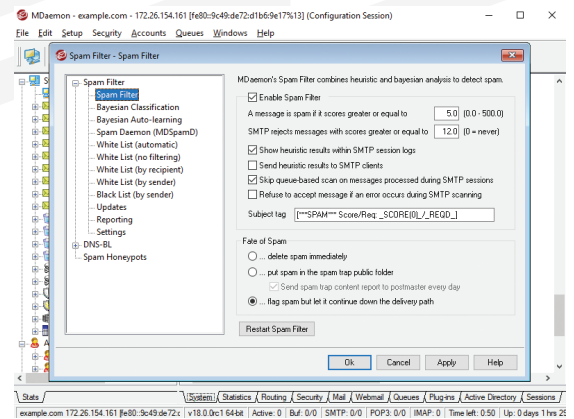 MDaemon - example.com - 172.26.154.161 [fe80::9c49:de72:d1b6:9e17%13] (Configuration Session)
File Edit Setup Security Accounts Queues Windows Help
Spam Filter - Spam Filter
Spam Filter
Spam Filter
Bayesian Classification
Bayesian Auto-learning
Spam Daemon (MDSpamD)
White List (automatic)
White List (no filtering)
White List (by recipient)
White List (by sender)
Black List (by sender)
Updates
Reporting
Settings
DNS-BL
Spam Honeypots
MDaemon's Spam Filter combines heuristic and bayesian analysis to detect spam.
Enable Spam Filter
A message is spam if it scores greater or equal to 5.0 (0.0 - 500.0)
SMTP rejects messages with scores greater or equal to 12.0 (0 = never)
Show heuristic results within SMTP session logs
Send heuristic results to SMTP clients
Skip queue-based scan on messages processed during SMTP sessions
Refuse to accept message if an error occurs during SMTP scanning
Subject tag [***SPAM*** Score/Req: _SCORE(0)_/_REQD_]
Fate of Spam
... delete spam immediately
... put spam in the spam trap public folder
Send spam trap content report to postmaster every day
... flag spam but let it continue down the delivery path
Restart Spam Filter
Ok Cancel Apply Help
Stats System Statistics Routing Security Mail Webmail Queues Plug-ins Active Directory Sessions
example.com 172.26.154.161 [fe80::9c49:de72:c v18.0.0rc1 64-bit Active: 0 Buf: 0/0 SMTP: 0/0 POP3: 0/0 IMAP: 0 Time left: 0:50 Up: 0 days 1 hrs 29